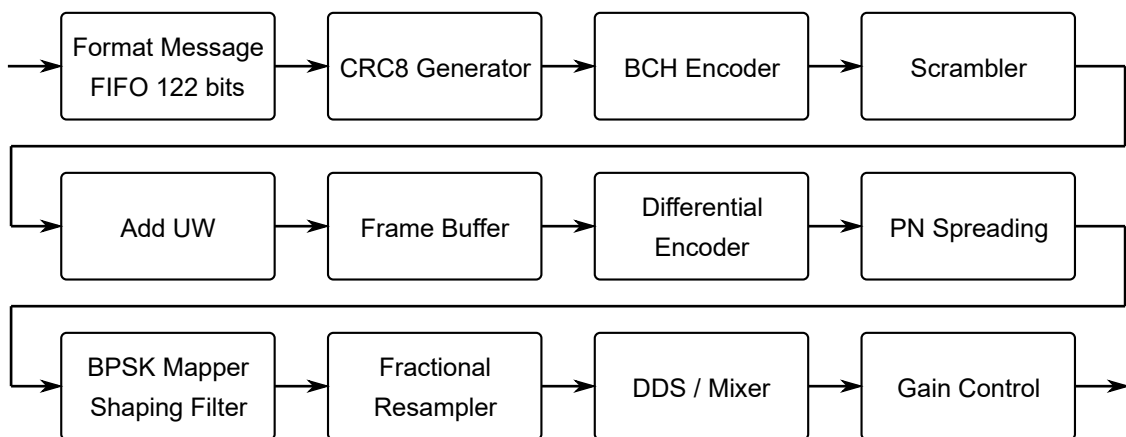 Format Message
FIFO 122 bits
CRC8 Generator
BCH Encoder
Scrambler
Add UW
Frame Buffer
Differential
Encoder
PN Spreading
BPSK Mapper
Shaping Filter
Fractional
Resampler
DDS / Mixer
Gain Control